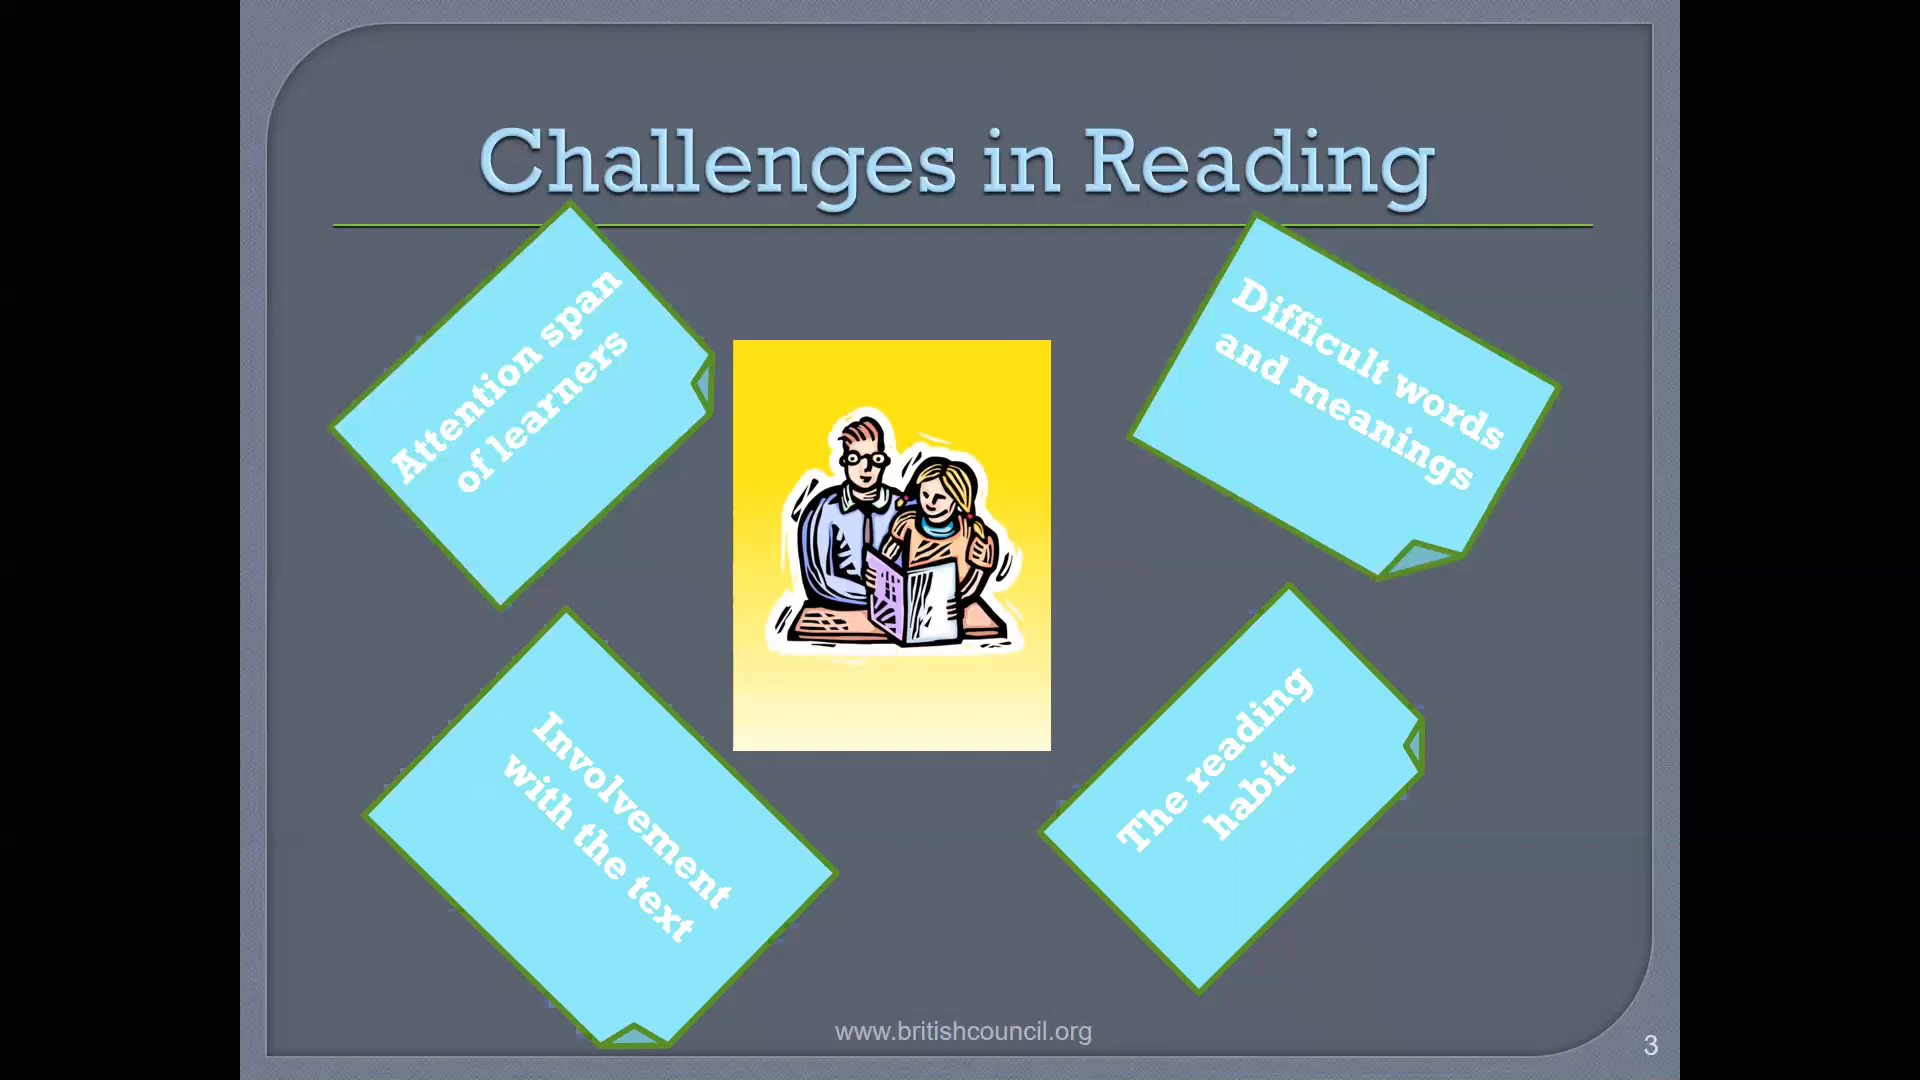 Challenges in Reading
Attention span
of learners
Difficult words
and meanings
Involvement
with the text
The reading
habit
www.britishcouncil.org
3